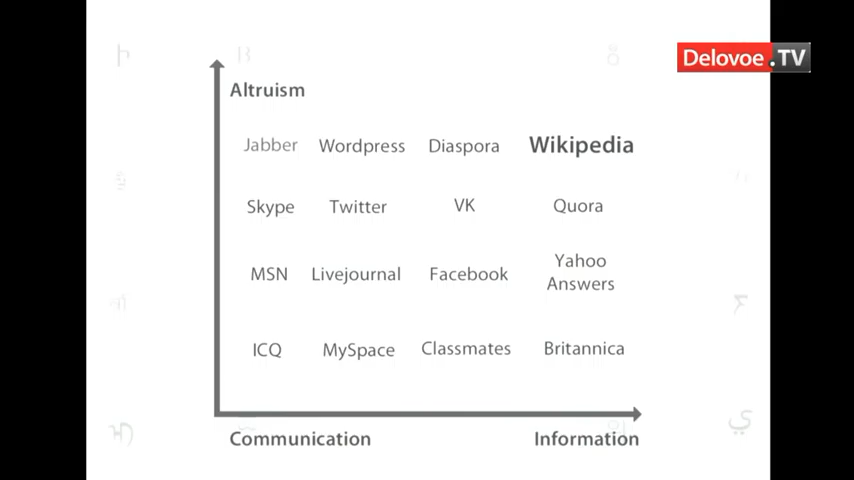 Delovoe.TV
Altruism
Jabber Wordpress Diaspora Wikipedia
Skype Twitter VK Quora
MSN Livejournal Facebook Yahoo Answers
ICQ MySpace Classmates Britannica
Communication Information